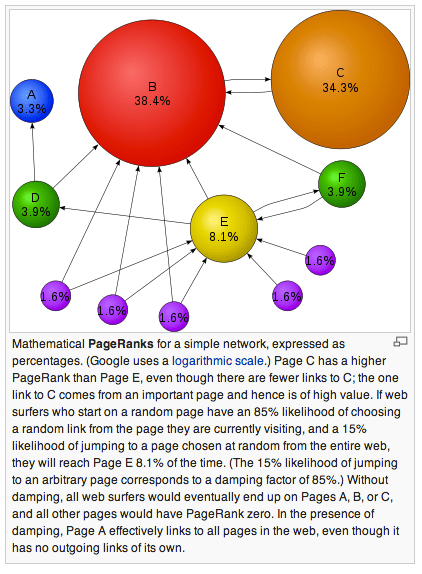 A
3.3%
B
38.4%
C
34.3%
D
3.9%
F
3.9%
E
8.1%
1.6%
1.6%
1.6%
1.6%
1.6%
Mathematical PageRanks for a simple network, expressed as
percentages. (Google uses a logarithmic scale.) Page C has a higher
PageRank than Page E, even though there are fewer links to C; the one
link to C comes from an important page and hence is of high value. If web
surfers who start on a random page have an 85% likelihood of choosing
a random link from the page they are currently visiting, and a 15%
likelihood of jumping to a page chosen at random from the entire web,
they will reach Page E 8.1% of the time. (The 15% likelihood of jumping
to an arbitrary page corresponds to a damping factor of 85%.) Without
damping, all web surfers would eventually end up on Pages A, B, or C,
and all other pages would have PageRank zero. In the presence of
damping, Page A effectively links to all pages in the web, even though it
has no outgoing links of its own.